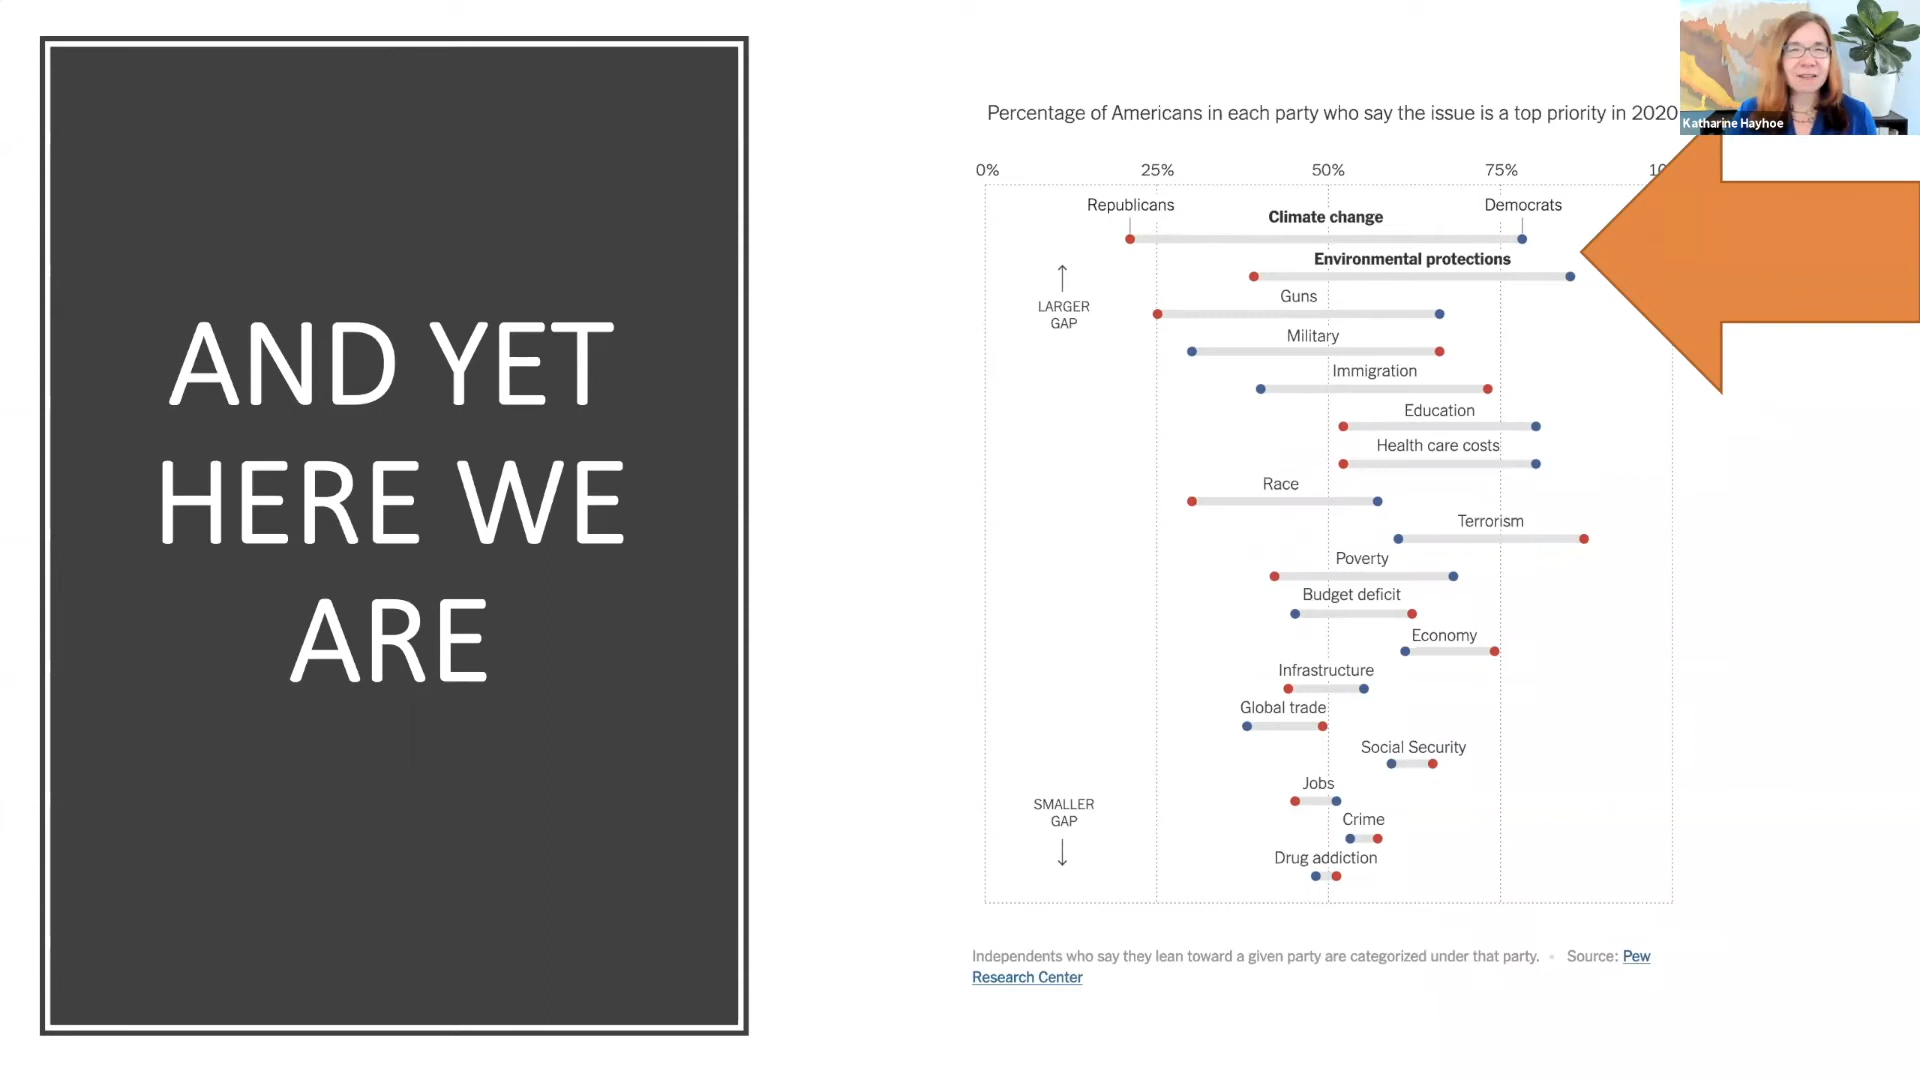 AND YET
HERE WE
ARE
Katharine Hayhoe
Percentage of Americans in each party who say the issue is a top priority in 2020
0% 25% 50% 75%
Republicans Democrats
Climate change
Environmental protections
LARGER
GAP
Guns
Military
Immigration
Education
Health care costs
Race
Terrorism
Poverty
Budget deficit
Economy
Infrastructure
Global trade
Social Security
Jobs
SMALLER
GAP
Crime
Drug addiction
Independents who say they lean toward a given party are categorized under that party. • Source: Pew
Research Center